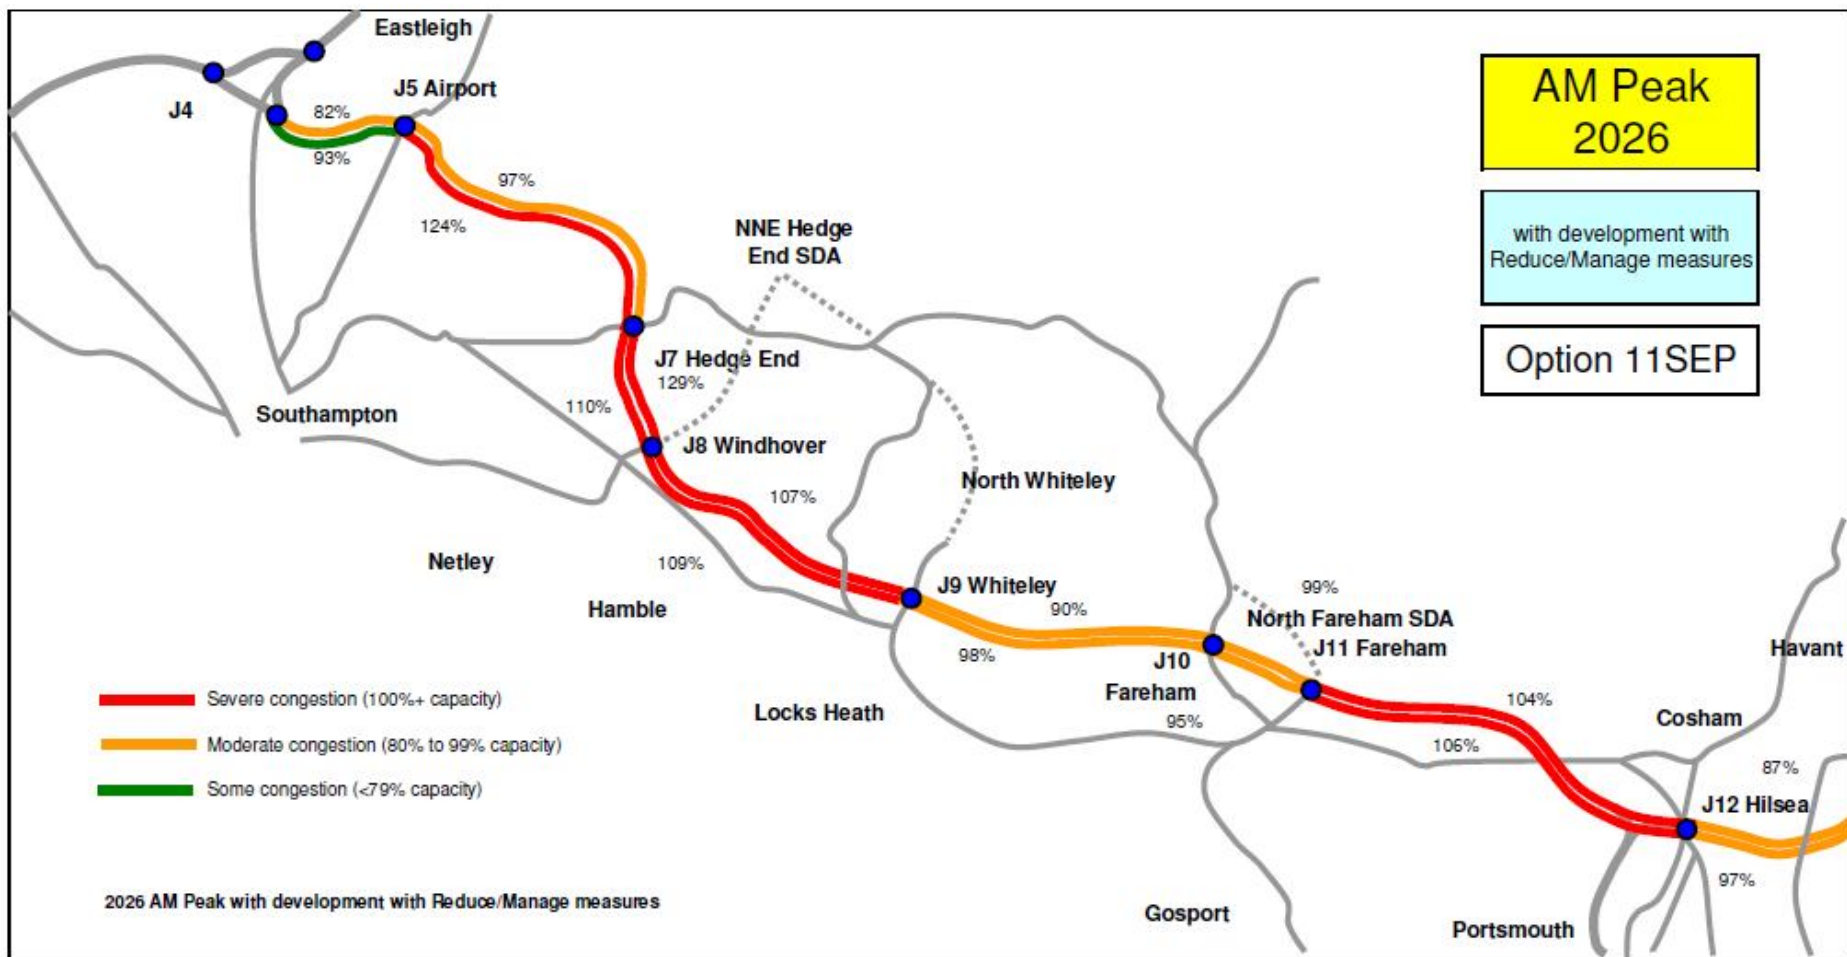 Eastleigh
AM Peak
2026
J5 Airport
J4
82%
93%
97%
124%
NNE Hedge
End SDA
with development with
Reduce/Manage measures
J7 Hedge End
129%
Option 11SEP
110%
Southampton
J8 Windhover
North Whiteley
107%
Netley
109%
Hamble
J9 Whiteley
90%
99%
North Fareham SDA
J11 Fareham
Havant
98%
J10
Fareham
95%
Locks Heath
104%
106%
Cosham
87%
J12 Hilsea
97%
Severe congestion (100%+ capacity)
Moderate congestion (80% to 99% capacity)
Some congestion (<79% capacity)
2026 AM Peak with development with Reduce/Manage measures
Gosport
Portsmouth